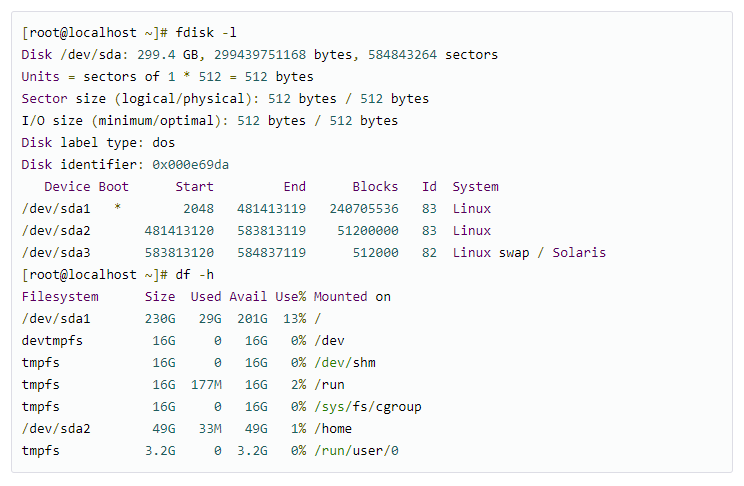 [root@localhost ~]# fdisk -l
Disk /dev/sda: 299.4 GB, 299439751168 bytes, 584843264 sectors
Units = sectors of 1 * 512 = 512 bytes
Sector size (logical/physical): 512 bytes / 512 bytes
I/O size (minimum/optimal): 512 bytes / 512 bytes
Disk label type: dos
Disk identifier: 0x000e69da
   Device Boot      Start         End      Blocks   Id  System
/dev/sda1   *        2048   481413119   240705536   83  Linux
/dev/sda2       481413120   583813119    51200000   83  Linux
/dev/sda3       583813120   584837119      512000   82  Linux swap / Solaris
[root@localhost ~]# df -h
Filesystem      Size  Used Avail Use% Mounted on
/dev/sda1       230G   29G  201G  13% /
devtmpfs         16G     0   16G   0% /dev
tmpfs            16G     0   16G   0% /dev/shm
tmpfs            16G  177M   16G   2% /run
tmpfs            16G     0   16G   0% /sys/fs/cgroup
/dev/sda2        49G   33M   49G   1% /home
tmpfs           3.2G     0  3.2G   0% /run/user/0